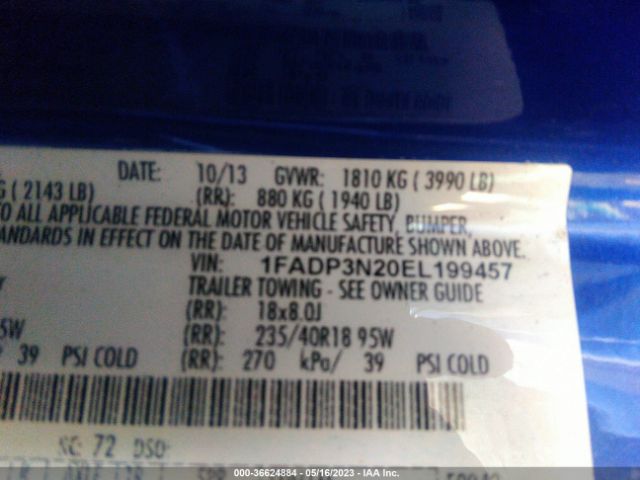 DATE: 10/13 GVWR: 1810 KG ( 3990 LB)
G ( 2143 LB) (RR): 880 KG ( 1940 LB)
TO ALL APPLICABLE FEDERAL MOTOR VEHICLE SAFETY, BUMPER,
ANDARDS IN EFFECT ON THE DATE OF MANUFACTURE SHOWN ABOVE.
VIN: 1FADP3N20EL199457
TRAILER TOWING - SEE OWNER GUIDE
(RR): 18x8.0J
5W (RR): 235/40R18 95W
39 PSI COLD (RR): 270 kPa/ 39 PSI COLD
72 DSO:
000-36624884 - 05/16/2023 - IAA Inc.